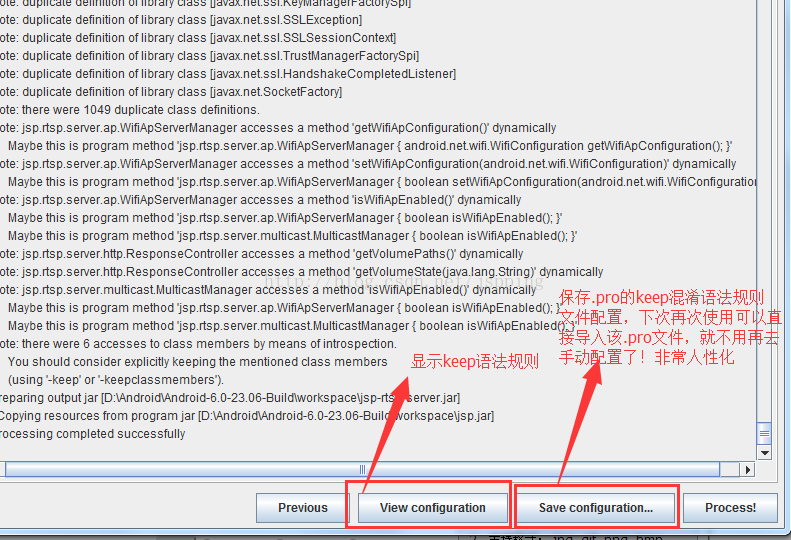 ote: duplicate definition of library class [javax.net.ssl.KeyManagerFactorySpi]
ote: duplicate definition of library class [javax.net.ssl.SSLException]
ote: duplicate definition of library class [javax.net.ssl.SSLSessionContext]
ote: duplicate definition of library class [javax.net.ssl.TrustManagerFactorySpi]
ote: duplicate definition of library class [javax.net.ssl.HandshakeCompletedListener]
ote: duplicate definition of library class [javax.net.SocketFactory]
ote: there were 1049 duplicate class definitions.
ote: jsp.rtsp.server.ap.WifiApServerManager accesses a method 'getWifiApConfiguration()' dynamically
Maybe this is program method 'jsp.rtsp.server.ap.WifiApServerManager { android.net.wifi.WifiConfiguration getWifiApConfiguration(); }'
ote: jsp.rtsp.server.ap.WifiApServerManager accesses a method 'setWifiApConfiguration(android.net.wifi.WifiConfiguration)' dynamically
Maybe this is program method 'jsp.rtsp.server.ap.WifiApServerManager { boolean setWifiApConfiguration(android.net.wifi.WifiConfiguration
ote: jsp.rtsp.server.ap.WifiApServerManager accesses a method 'isWifiApEnabled()' dynamically
Maybe this is program method 'jsp.rtsp.server.ap.WifiApServerManager { boolean isWifiApEnabled(); }'
Maybe this is program method 'jsp.rtsp.server.multicast.MulticastManager { boolean isWifiApEnabled(); }'
ote: jsp.rtsp.server.http.ResponseController accesses a method 'getVolumePaths()' dynamically
ote: jsp.rtsp.server.http.ResponseController accesses a method 'getVolumeState(java.lang.String)' dynamically
http://blog.csdn.net/jspping
ote: jsp.rtsp.server.multicast.MulticastManager accesses a method 'isWifiApEnabled()' dynamically
Maybe this is program method 'jsp.rtsp.server.ap.WifiApServerManager { boolean isWifiApEnabled(); }'
Maybe this is program method 'jsp.rtsp.server.multicast.MulticastManager { boolean isWifiApEnabled(); }'
ote: there were 6 accesses to class members by means of introspection.
You should consider explicitly keeping the mentioned class members
(using '-keep' or '-keepclassmembers').
reparing output jar [D:\Android\Android-6.0-23.06-Build\workspace\jsp-rtsp-server.jar]
Copying resources from program jar [D:\Android\Android-6.0-23.06-Build\workspace\jsp.jar]
rocessing completed successfully
保存.pro的keep混淆语法规则
文件配置，下次再次使用可以直
接导入该.pro文件，就不用再去
手动配置了！非常人性化
显示keep语法规则
Previous
View configuration
Save configuration...
Process!